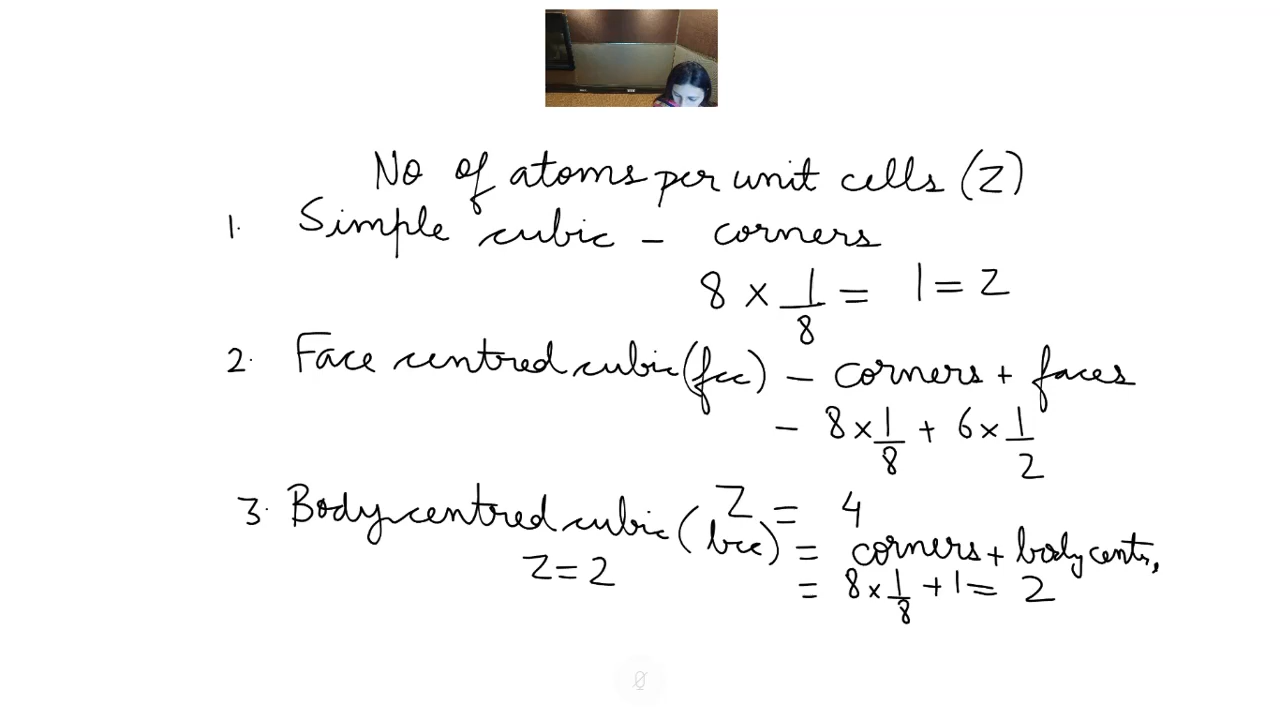 No of atoms per unit cells (Z)
1. Simple cubic - corners
8 × 1/8 = 1 = Z
2. Face centred cubic (fcc) - corners + faces
- 8 × 1/8 + 6 × 1/2
Z = 4
3. Body centred cubic (bcc) = corners + body centr,
Z = 2
= 8 × 1/8 + 1 = 2